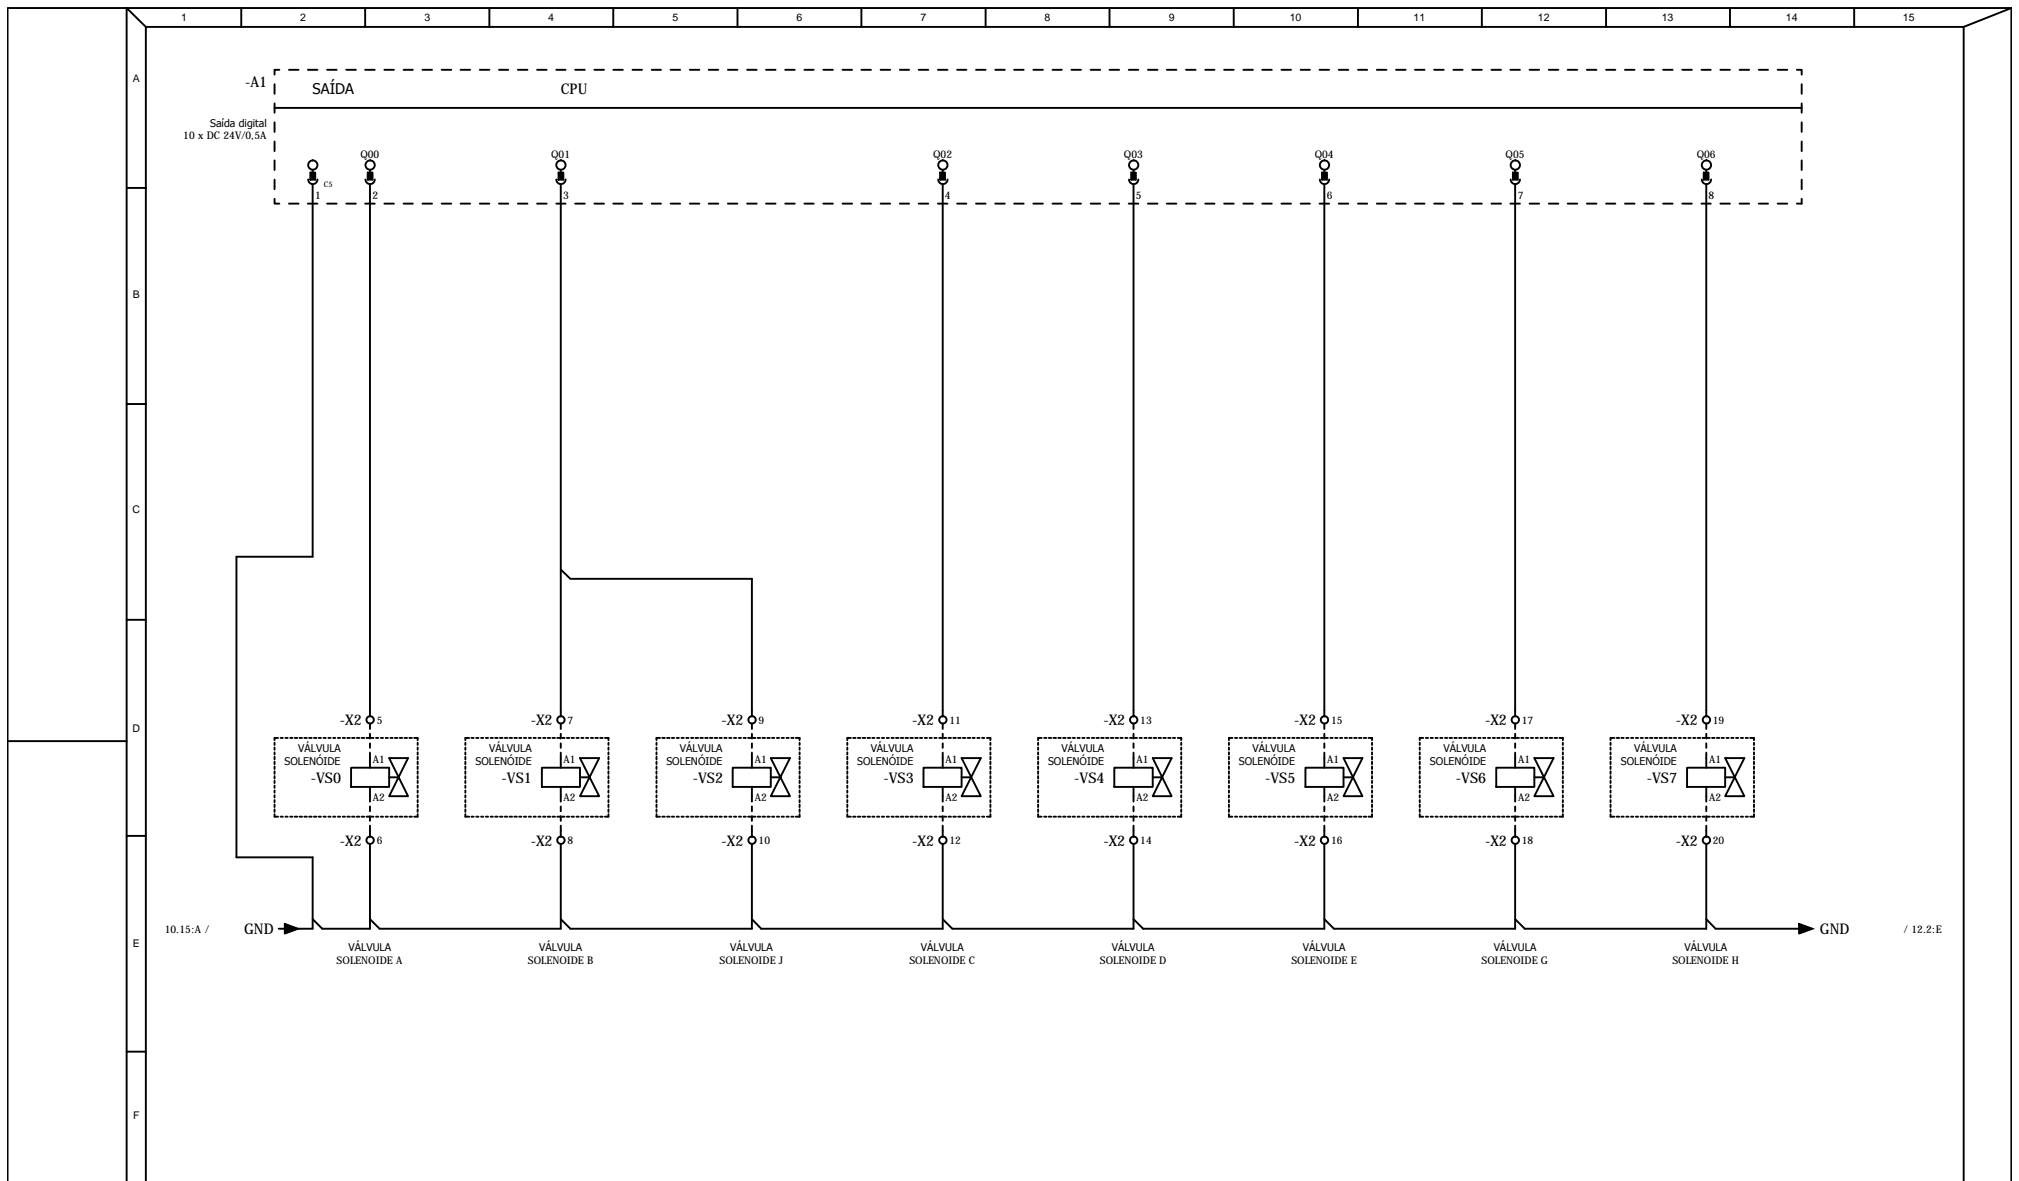 1 2 3 4 5 6 7 8 9 10 11 12 13 14 15
A
-A1 SAÍDA CPU
Saída digital
10 x DC 24V/0,5A
Q00 Q01 Q02 Q03 Q04 Q05 Q06
C5
1 2 3 4 5 6 7 8
B
C
D
-X2 5 -X2 7 -X2 9 -X2 11 -X2 13 -X2 15 -X2 17 -X2 19
VÁLVULA VÁLVULA VÁLVULA VÁLVULA VÁLVULA VÁLVULA VÁLVULA VÁLVULA
SOLENÓIDE A1 SOLENÓIDE A1 SOLENÓIDE A1 SOLENÓIDE A1 SOLENÓIDE A1 SOLENÓIDE A1 SOLENÓIDE A1 SOLENÓIDE A1
-VS0 -VS1 -VS2 -VS3 -VS4 -VS5 -VS6 -VS7
A2 A2 A2 A2 A2 A2 A2 A2
-X2 6 -X2 8 -X2 10 -X2 12 -X2 14 -X2 16 -X2 18 -X2 20
E
10.15:A / GND GND / 12.2:E
VÁLVULA VÁLVULA VÁLVULA VÁLVULA VÁLVULA VÁLVULA VÁLVULA VÁLVULA
SOLENOIDE A SOLENOIDE B SOLENOIDE J SOLENOIDE C SOLENOIDE D SOLENOIDE E SOLENOIDE G SOLENOIDE H
F